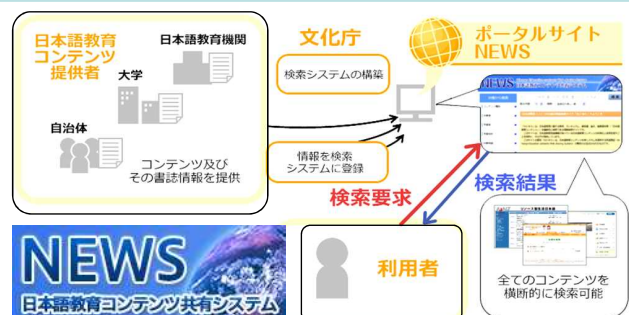 日本語教育
コンテンツ
提供者
日本語教育機関
大学
自治体
コンテンツ及び
その書誌情報を提供
文化庁
検索システムの構築
情報を検索
システムに登録
ポータルサイト
NEWS
NEWS
検索要求
検索結果
利用者
全てのコンテンツを
横断的に検索可能
NEWS
日本語教育コンテンツ共有システム